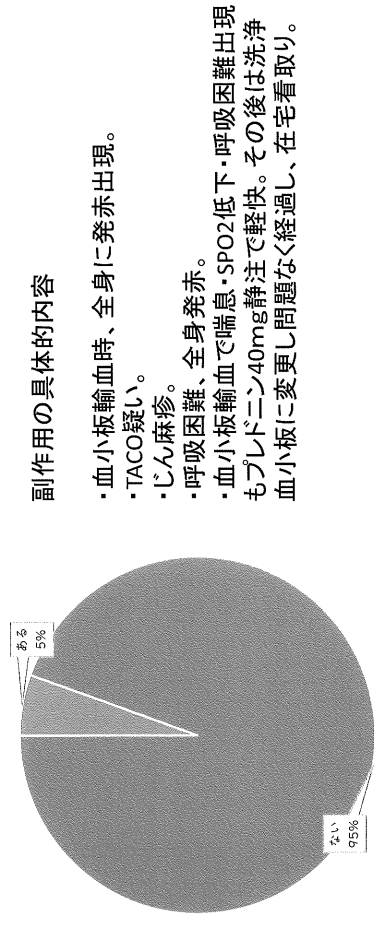 ある
5%
ない
95%
副作用の具体的内容
・血小板輸血時、全身に発赤出現。
・TACO疑い。
・じん麻疹。
・呼吸困難、全身発赤。
・血小板輸血で喘息・SPO2低下・呼吸困難出現
もプレドニン40mg静注で軽快。その後は洗浄
血小板に変更し問題なく経過し、在宅看取り。